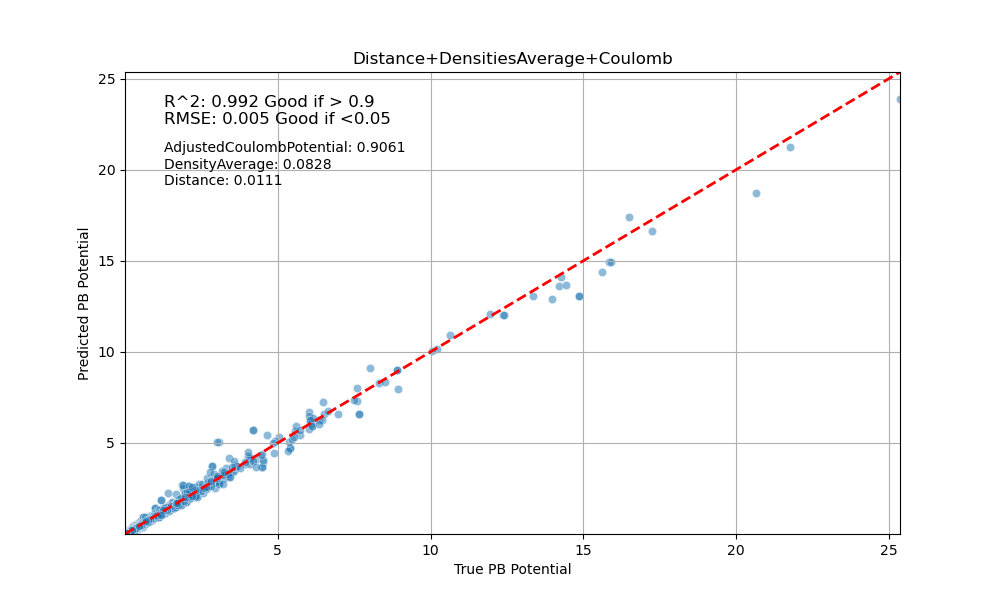 Distance+DensitiesAverage+Coulomb
R^2: 0.992 Good if > 0.9
RMSE: 0.005 Good if <0.05
AdjustedCoulombPotential: 0.9061
DensityAverage: 0.0828
Distance: 0.0111
Predicted PB Potential
25
20
15
10
5
5
10
15
20
25
True PB Potential